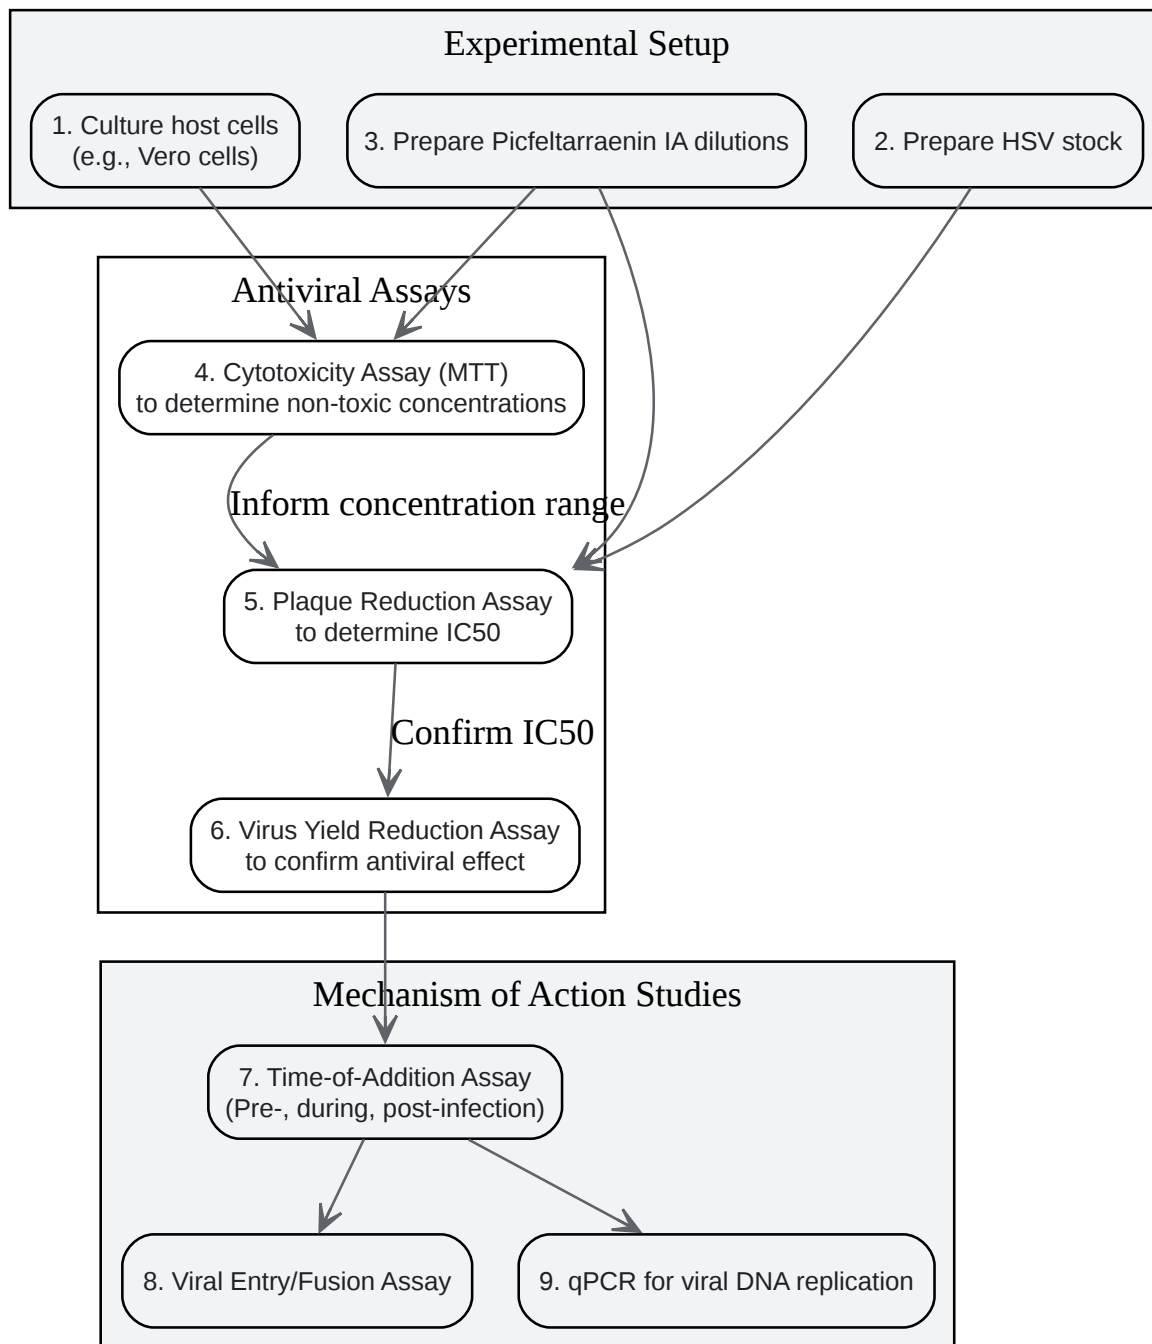 Experimental Setup
1. Culture host cells
(e.g., Vero cells)
3. Prepare Picfeltarraenin IA dilutions
2. Prepare HSV stock
Antiviral Assays
4. Cytotoxicity Assay (MTT)
to determine non-toxic concentrations
Inform concentration range
5. Plaque Reduction Assay
to determine IC50
Confirm IC50
6. Virus Yield Reduction Assay
to confirm antiviral effect
Mechanism of Action Studies
7. Time-of-Addition Assay
(Pre-, during, post-infection)
8. Viral Entry/Fusion Assay
9. qPCR for viral DNA replication